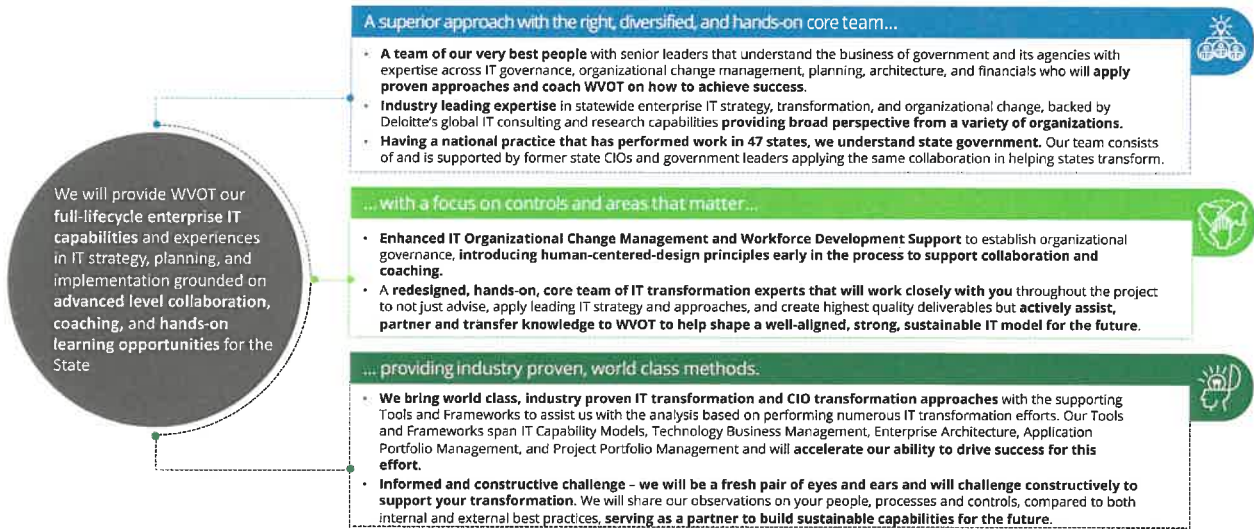 We will provide WVOT our
full-lifecycle enterprise IT
capabilities and experiences
in IT strategy, planning, and
implementation grounded on
advanced level collaboration,
coaching, and hands-on
learning opportunities for the
State
A superior approach with the right, diversified, and hands-on core team...
• A team of our very best people with senior leaders that understand the business of government and its agencies with
expertise across IT governance, organizational change management, planning, architecture, and financials who will apply
proven approaches and coach WVOT on how to achieve success.
• Industry leading expertise in statewide enterprise IT strategy, transformation, and organizational change, backed by
Deloitte's global IT consulting and research capabilities providing broad perspective from a variety of organizations.
• Having a national practice that has performed work in 47 states, we understand state government. Our team consists
of and is supported by former state CIOs and government leaders applying the same collaboration in helping states transform.
...with a focus on controls and areas that matter...
• Enhanced IT Organizational Change Management and Workforce Development Support to establish organizational
governance, introducing human-centered-design principles early in the process to support collaboration and
coaching.
• A redesigned, hands-on, core team of IT transformation experts that will work closely with you throughout the project
to not just advise, apply leading IT strategy and approaches, and create highest quality deliverables but actively assist,
partner and transfer knowledge to WVOT to help shape a well-aligned, strong, sustainable IT model for the future.
... providing industry proven, world class methods.
• We bring world class, industry proven IT transformation and CIO transformation approaches with the supporting
Tools and Frameworks to assist us with the analysis based on performing numerous IT transformation efforts. Our Tools
and Frameworks span IT Capability Models, Technology Business Management, Enterprise Architecture, Application
Portfolio Management, and Project Portfolio Management and will accelerate our ability to drive success for this
effort.
• Informed and constructive challenge – we will be a fresh pair of eyes and ears and will challenge constructively to
support your transformation. We will share our observations on your people, processes and controls, compared to both
internal and external best practices, serving as a partner to build sustainable capabilities for the future.